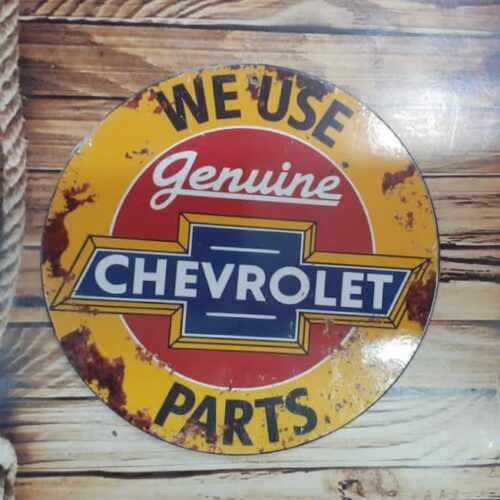 WE USE
genuine
CHEVROLET
PARTS